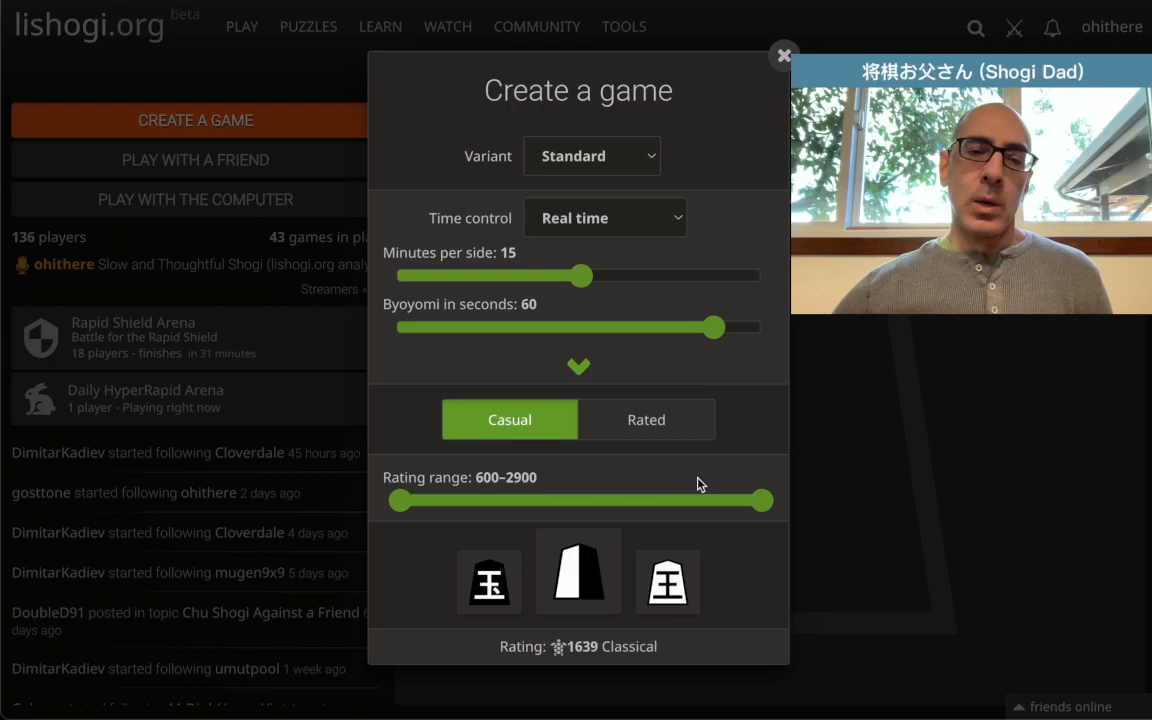 lishogi.org beta
PLAY PUZZLES LEARN WATCH COMMUNITY TOOLS
ohithere
将棋お父さん (Shogi Dad)
CREATE A GAME
PLAY WITH A FRIEND
PLAY WITH THE COMPUTER
136 players
43 games in pl
ohithere Slow and Thoughtful Shogi (lishogi.org analy
Streamers »
Rapid Shield Arena
Battle for the Rapid Shield
18 players - finishes in 31 minutes
Daily HyperRapid Arena
1 player - Playing right now
DimitarKadiev started following Cloverdale 45 hours ago
gosttone started following ohithere 2 days ago
DimitarKadiev started following Cloverdale 4 days ago
DimitarKadiev started following mugen9x9 5 days ago
DoubleD91 posted in topic Chu Shogi Against a Friend 6
days ago
DimitarKadiev started following umutpool 1 week ago
Create a game
Variant Standard
Time control Real time
Minutes per side: 15
Byoyomi in seconds: 60
Casual Rated
Rating range: 600–2900
玉 王
Rating: 1639 Classical
friends online